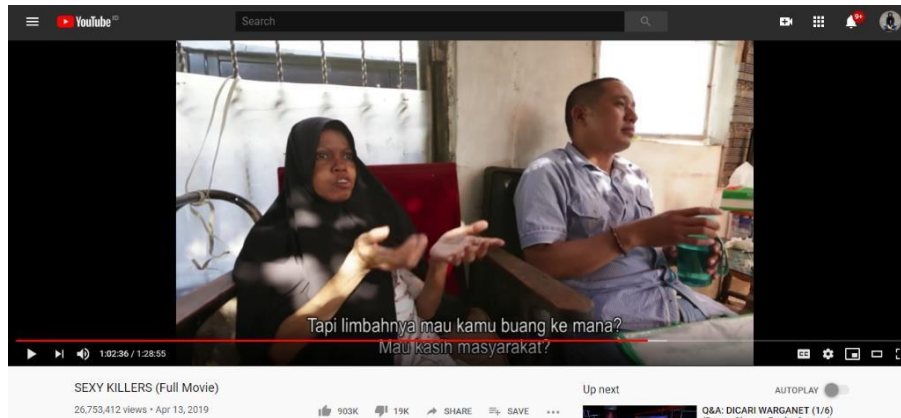 YouTube ID
Search
9+
Tapi limbahnya mau kamu buang ke mana?
Mau kasih masyarakat?
1:02:36 / 1:28:55
CC
SEXY KILLERS (Full Movie)
26,753,412 views • Apr 13, 2019
903K
19K
SHARE
SAVE
Up next
AUTOPLAY
Q&A: DICARI WARGANET (1/6)